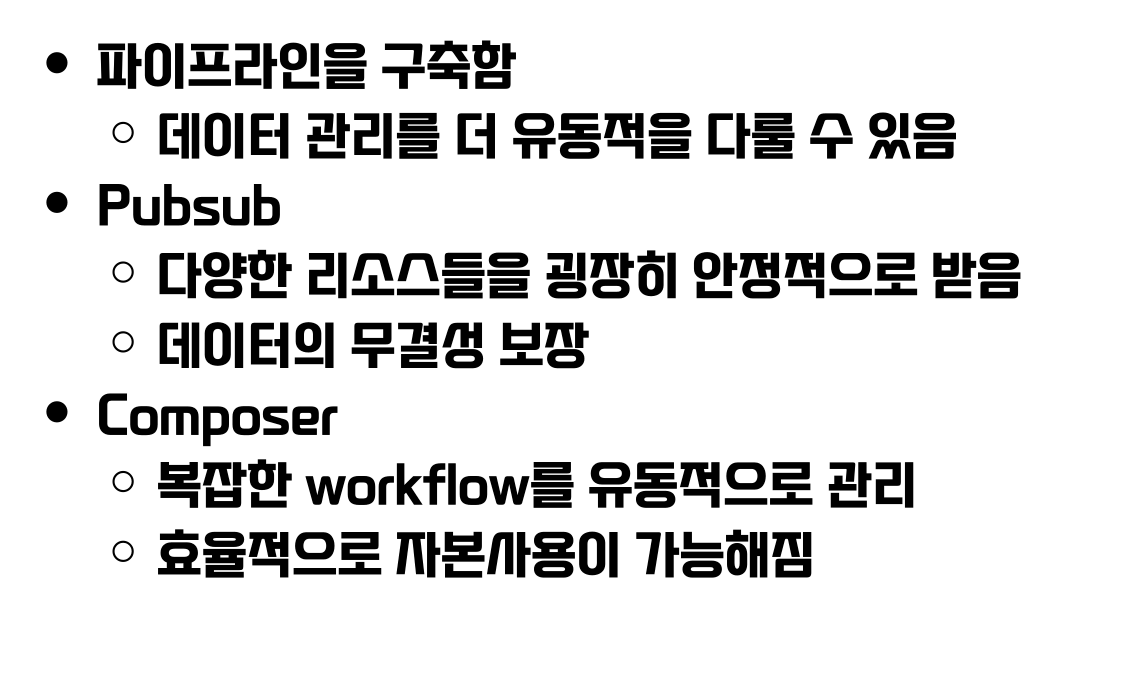 • 파이프라인을 구축함
○ 데이터 관리를 더 유동적을 다룰 수 있음
• Pubsub
○ 다양한 리소스들을 굉장히 안정적으로 받음
○ 데이터의 무결성 보장
• Composer
○ 복잡한 workflow를 유동적으로 관리
○ 효율적으로 자본사용이 가능해짐